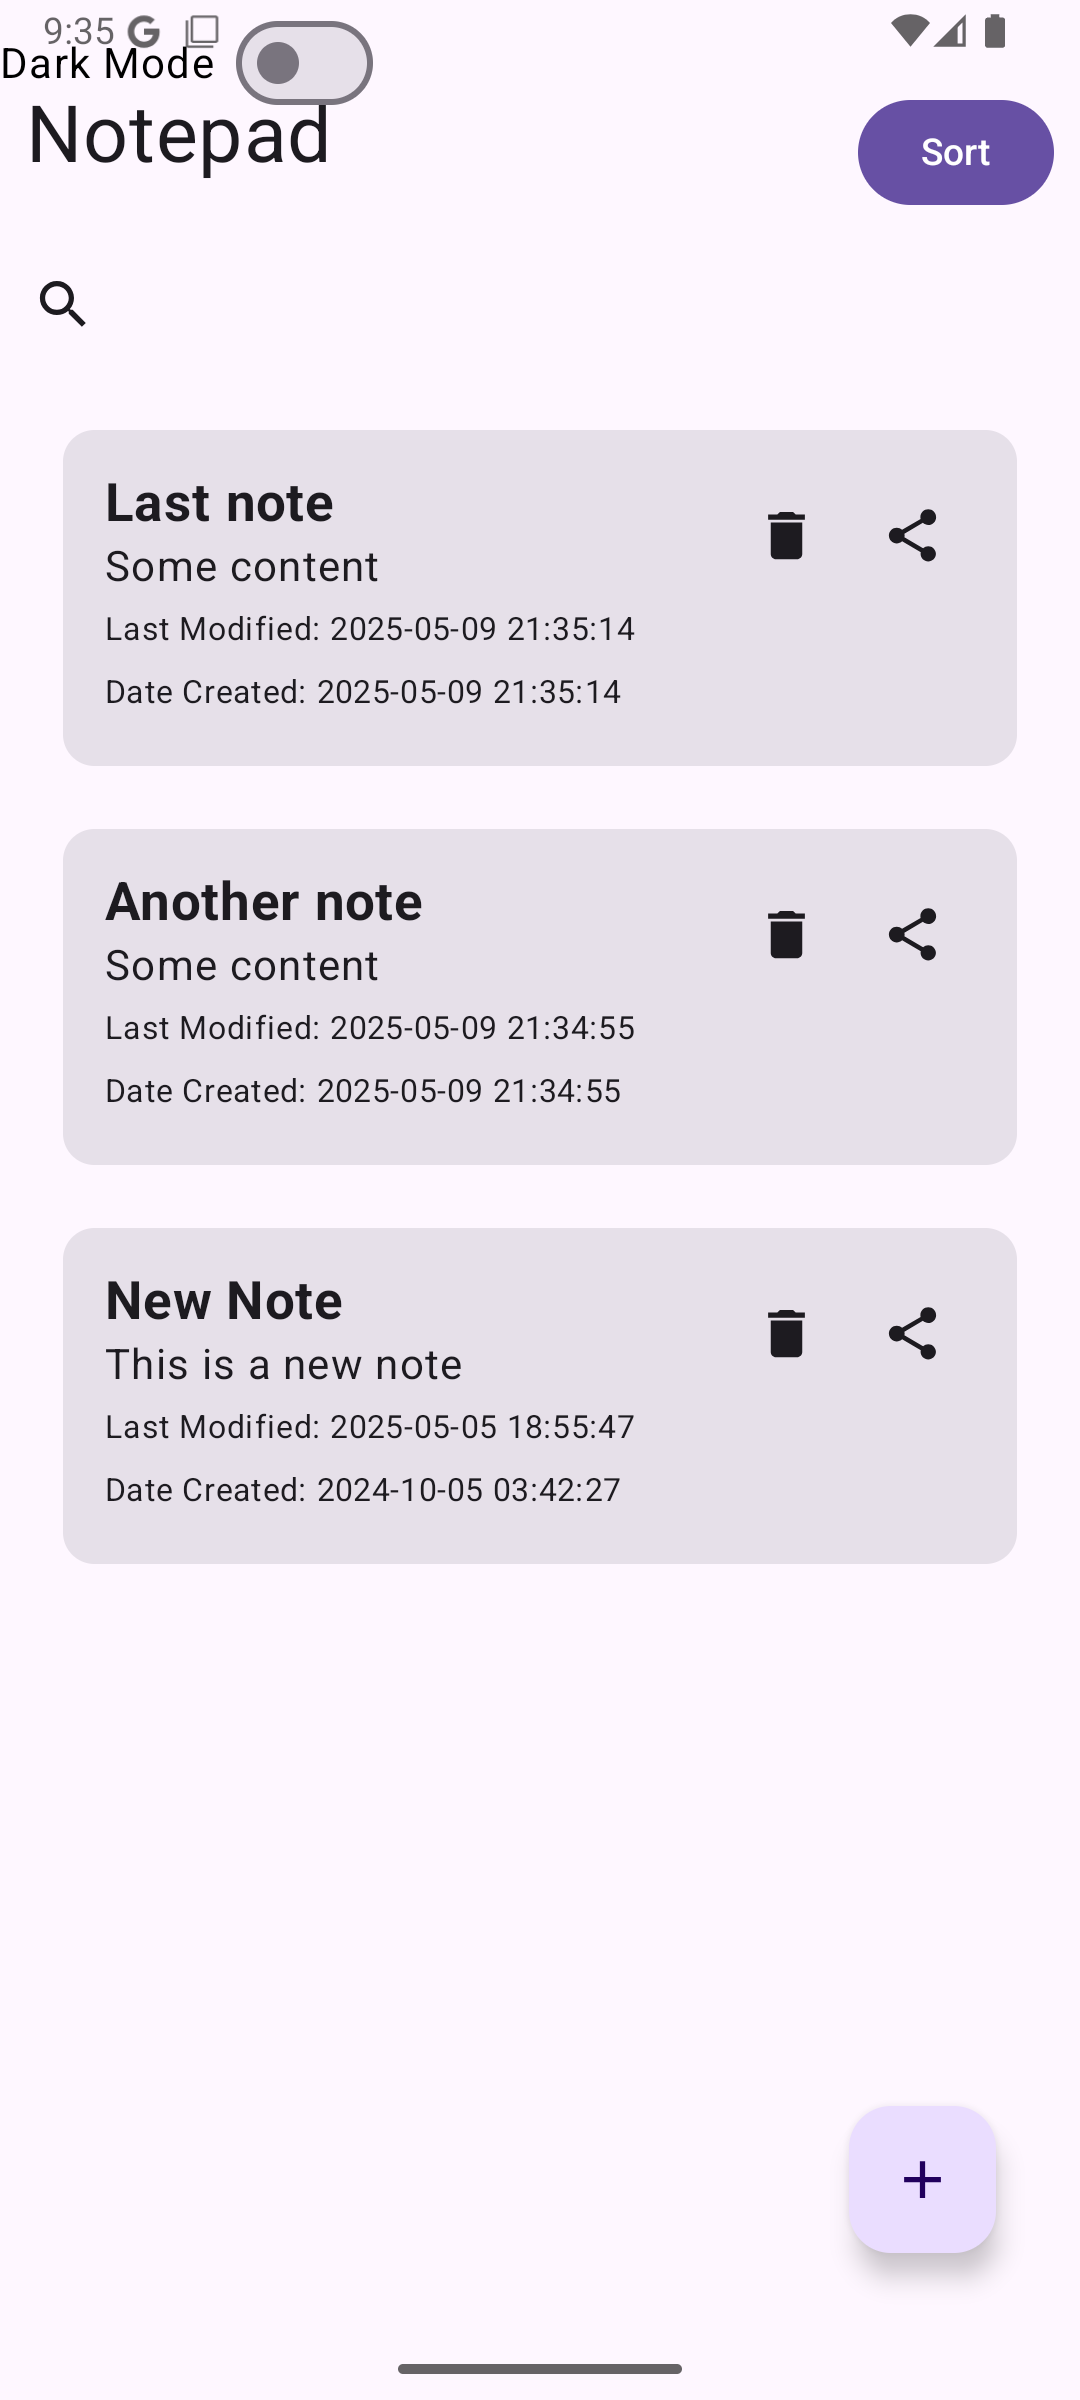 9:35
Dark Mode
Notepad
Sort
Last note
Some content
Last Modified: 2025-05-09 21:35:14
Date Created: 2025-05-09 21:35:14
Another note
Some content
Last Modified: 2025-05-09 21:34:55
Date Created: 2025-05-09 21:34:55
New Note
This is a new note
Last Modified: 2025-05-05 18:55:47
Date Created: 2024-10-05 03:42:27